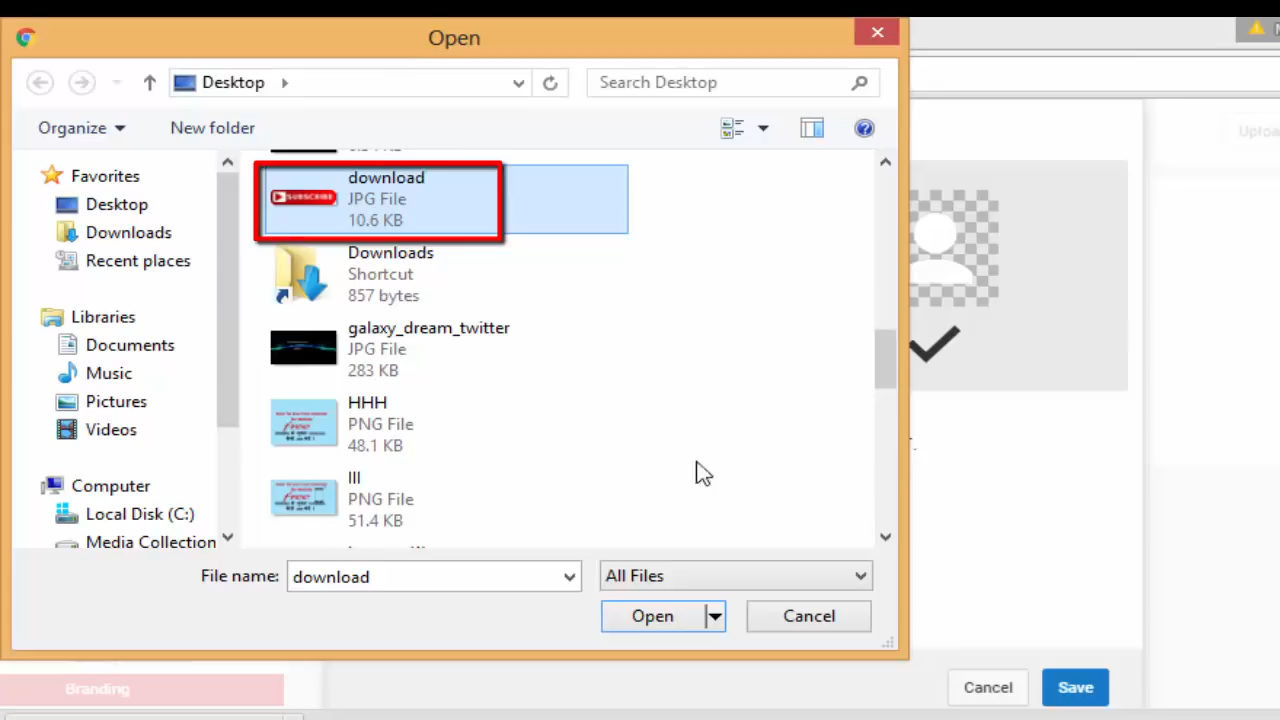 Open
Desktop
Search Desktop
Organize
New folder
Favorites
Desktop
Downloads
Recent places
Libraries
Documents
Music
Pictures
Videos
Computer
Local Disk (C:)
Media Collection
SUBSCRIBE
download
JPG File
10.6 KB
Downloads
Shortcut
857 bytes
galaxy_dream_twitter
JPG File
283 KB
HHH
PNG File
48.1 KB
III
PNG File
51.4 KB
File name:
download
All Files
Open
Cancel
Branding
Cancel
Save